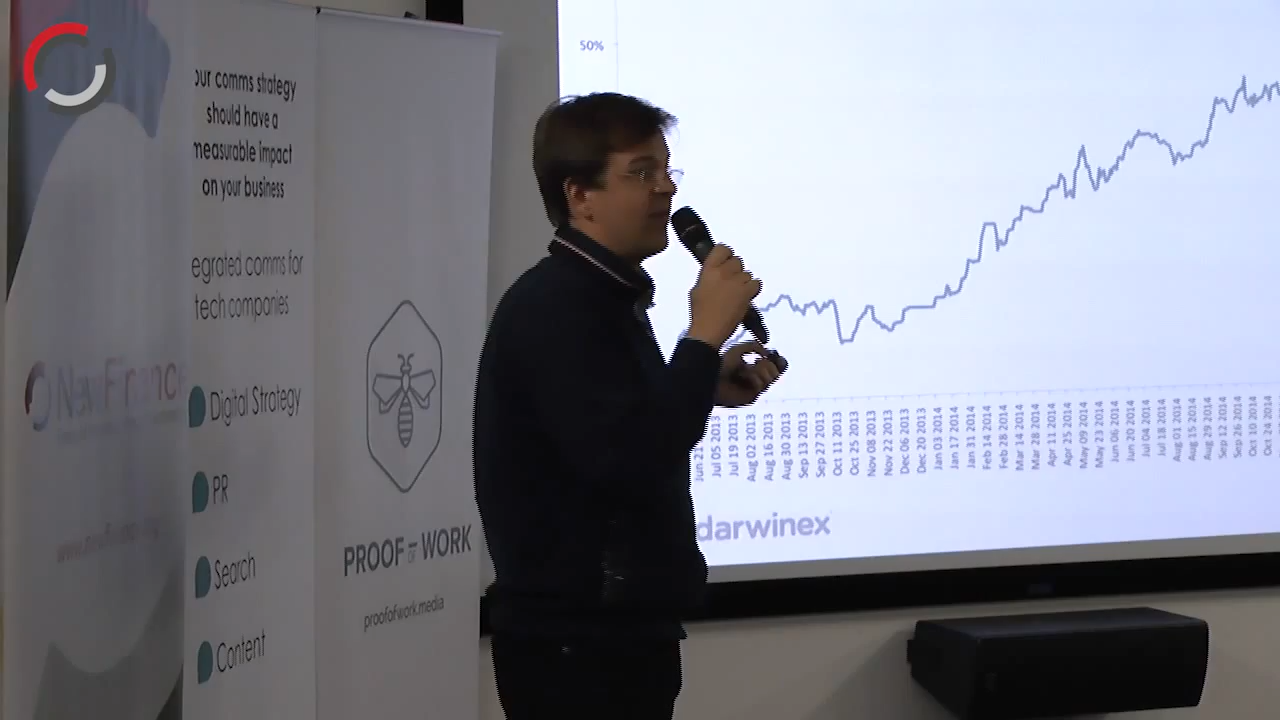 our comms strategy
should have a
measurable impact
on your business
egrated comms for
tech companies
Digital Strategy
PR
Search
Content
NewFinanc
PROOF OF WORK
proofofwork.media
50%
Jun 21
Jul 05 2013
Jul 19 2013
Aug 02 2013
Aug 16 2013
Aug 30 2013
Sep 13 2013
Sep 27 2013
Oct 11 2013
Oct 25 2013
Nov 08 2013
Nov 22 2013
Dec 06 2013
Dec 20 2013
Jan 03 2014
Jan 17 2014
Jan 31 2014
Feb 14 2014
Feb 28 2014
Mar 14 2014
Mar 28 2014
Apr 11 2014
Apr 25 2014
May 09 2014
May 23 2014
Jun 06 2014
Jun 20 2014
Jul 04 2014
Jul 18 2014
Aug 01 2014
Aug 15 2014
Aug 29 2014
Sep 12 2014
Sep 26 2014
Oct 10 2014
Oct 24 2014
darwinex